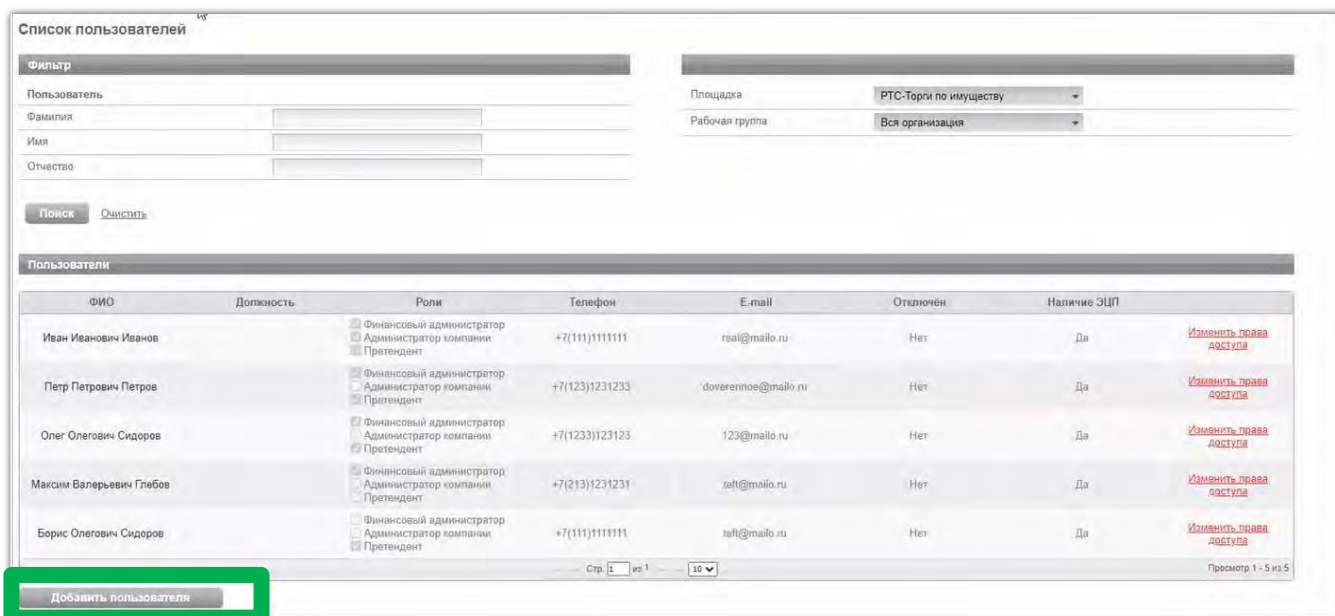 Список пользователей
Фильтр
Пользователь
Фамилия
Имя
Отчество
Площадка РТС-Торги по имуществу
Рабочая группа Вся организация
Поиск Очистить
Пользователи
ФИО Должность Роли Телефон E-mail Отключен Наличие ЭЦП
Финансовый администратор
Иван Иванович Иванов Администратор компании +7(111)1111111 real@mailo.ru Нет Да Изменить права доступа
Претендент
Финансовый администратор
Петр Петрович Петров Администратор компании +7(123)1231233 doverennoe@mailo.ru Нет Да Изменить права доступа
Претендент
Финансовый администратор
Олег Олегович Сидоров Администратор компании +7(1233)123123 123@mailo.ru Нет Да Изменить права доступа
Претендент
Финансовый администратор
Максим Валерьевич Глебов Администратор компании +7(213)1231231 Нет Да Изменить права доступа
Претендент
Финансовый администратор
Борис Олегович Сидоров Администратор компании +7(111)1111111 Нет Да Изменить права доступа
Претендент
Стр. 1 из 1 10 Просмотр 1 - 5 из 5
Добавить пользователя